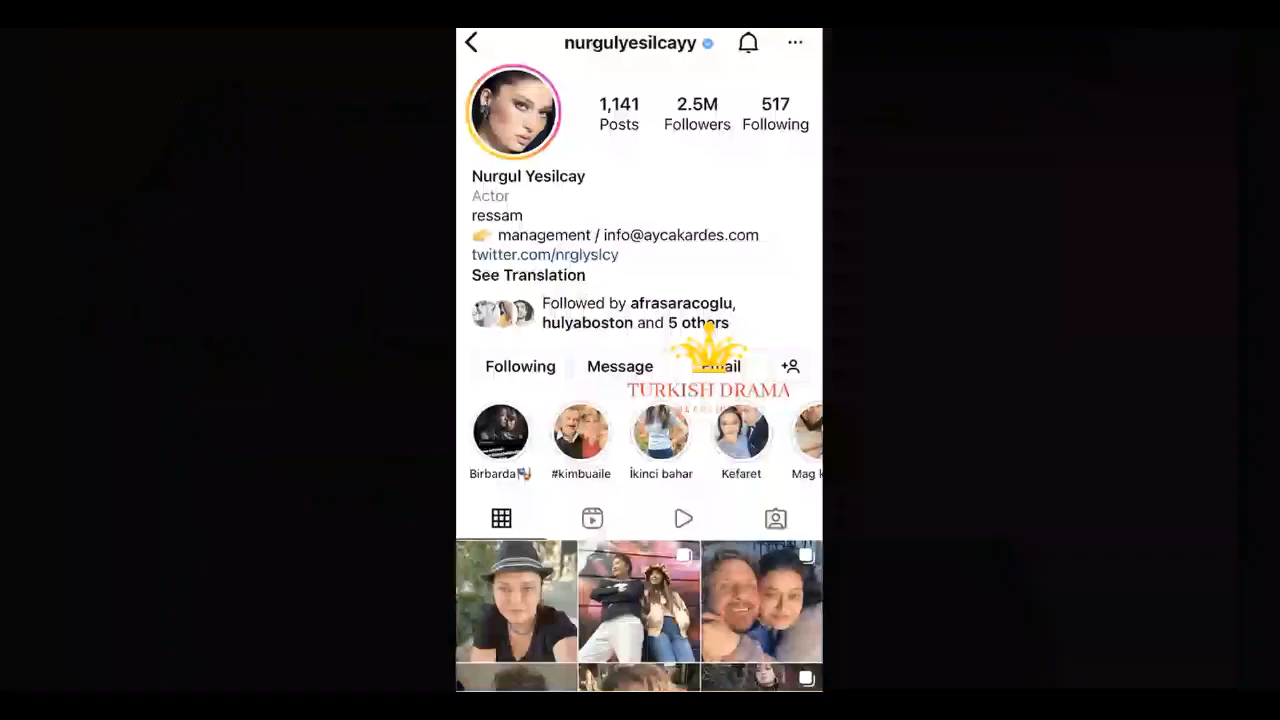 nurgulyesilcayy
1,141
2.5M
517
Posts
Followers
Following
Nurgul Yesilcay
Actor
ressam
management / info@aycakardes.com
twitter.com/nrglyslcy
See Translation
Followed by afrasaracoglu,
hulyaboston and 5 others
Following
Message
Email
TURKISH DRAMA
Birbarda
#kimbuaile
İkinci bahar
Kefaret
Mag k